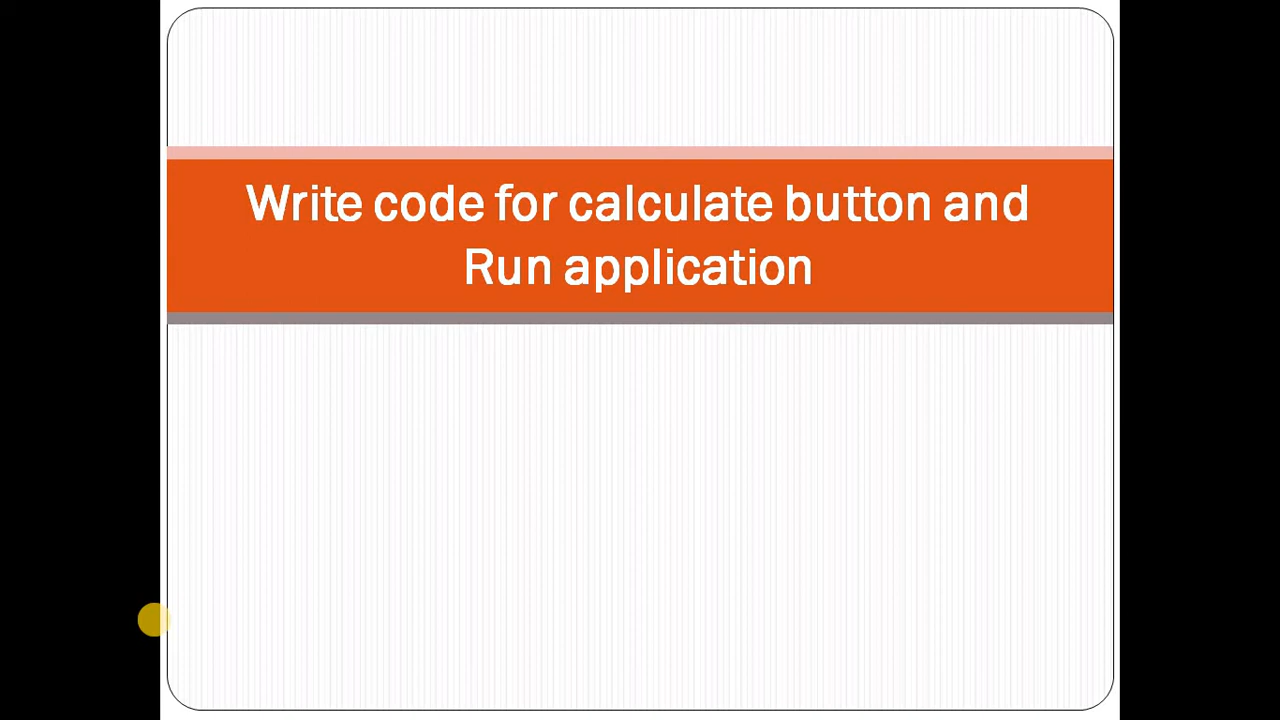 Write code for calculate button and
Run application